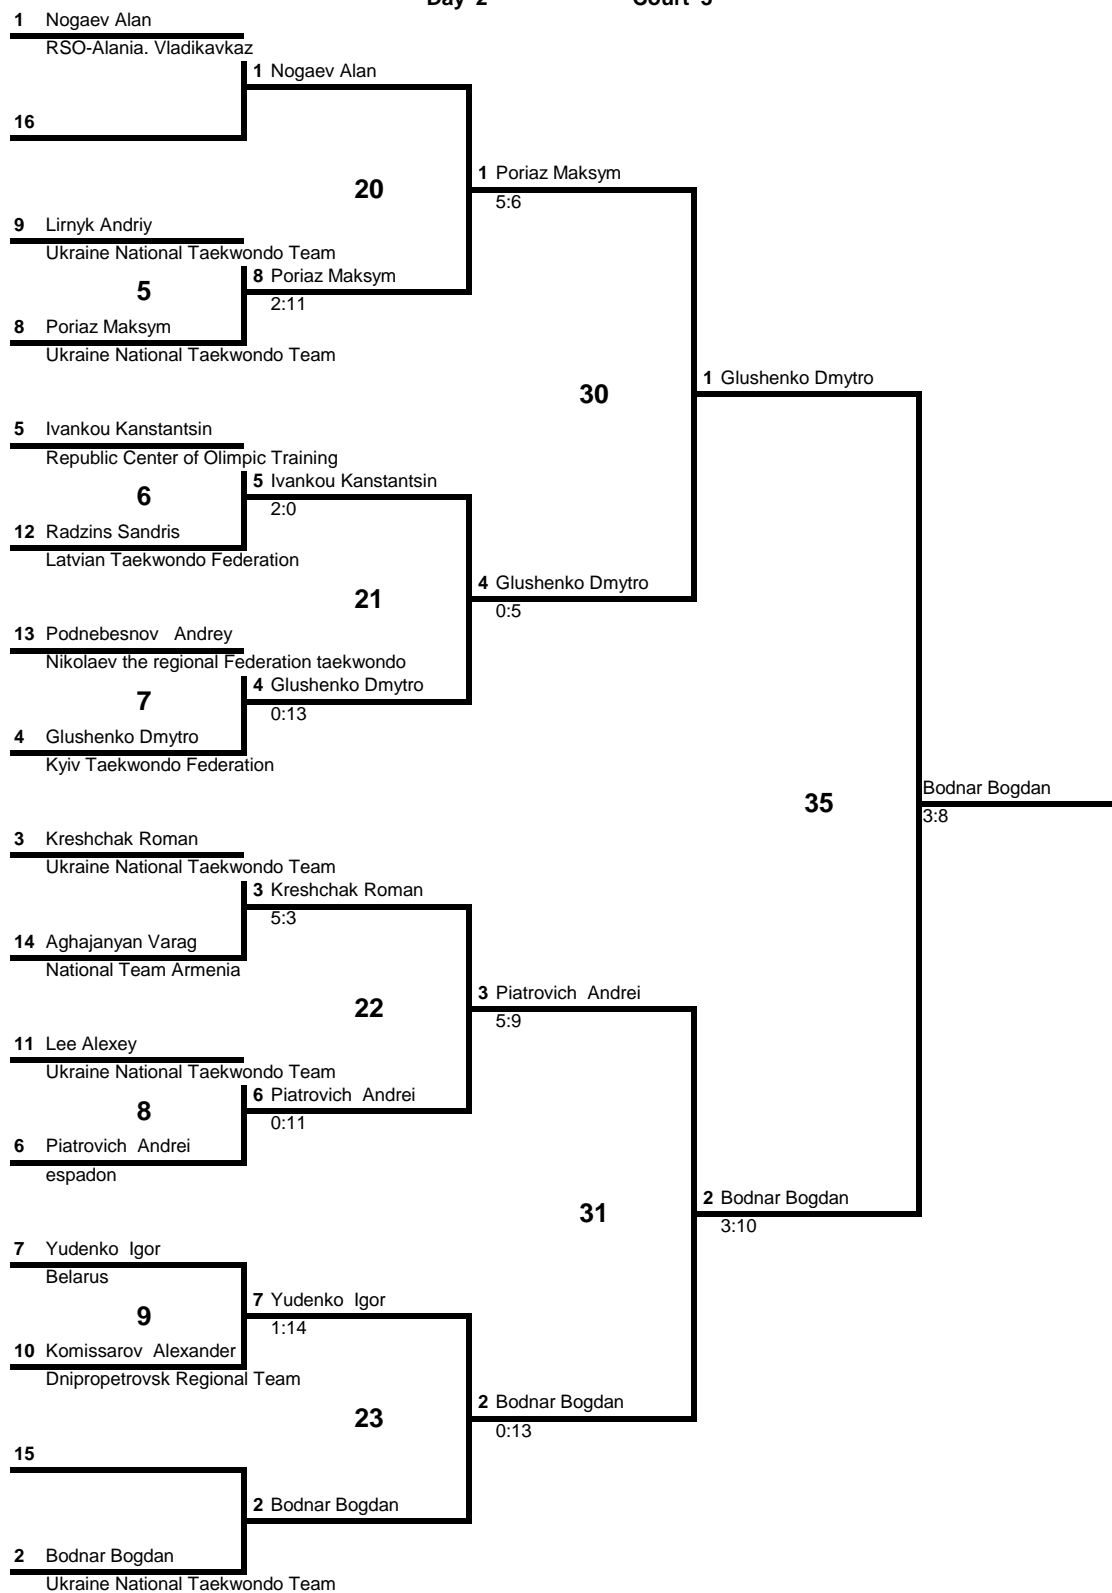 Day 2 Court 3
1 Nogaev Alan
RSO-Alania. Vladikavkaz
1 Nogaev Alan
16
20
1 Poriaz Maksym
5:6
9 Lirnyk Andriy
Ukraine National Taekwondo Team
5
8 Poriaz Maksym
2:11
8 Poriaz Maksym
Ukraine National Taekwondo Team
30
1 Glushenko Dmytro
5 Ivankou Kanstantsin
Republic Center of Olimpic Training
6
5 Ivankou Kanstantsin
2:0
12 Radzins Sandris
Latvian Taekwondo Federation
21
4 Glushenko Dmytro
0:5
13 Podnebesnov Andrey
Nikolaev the regional Federation taekwondo
7
4 Glushenko Dmytro
0:13
4 Glushenko Dmytro
Kyiv Taekwondo Federation
35
Bodnar Bogdan
3:8
3 Kreshchak Roman
Ukraine National Taekwondo Team
3 Kreshchak Roman
5:3
14 Aghajanyan Varag
National Team Armenia
22
3 Piatrovich Andrei
5:9
11 Lee Alexey
Ukraine National Taekwondo Team
8
6 Piatrovich Andrei
0:11
6 Piatrovich Andrei
espadon
31
2 Bodnar Bogdan
3:10
7 Yudenko Igor
Belarus
9
7 Yudenko Igor
1:14
10 Komissarov Alexander
Dnipropetrovsk Regional Team
23
2 Bodnar Bogdan
0:13
15
2 Bodnar Bogdan
2 Bodnar Bogdan
Ukraine National Taekwondo Team